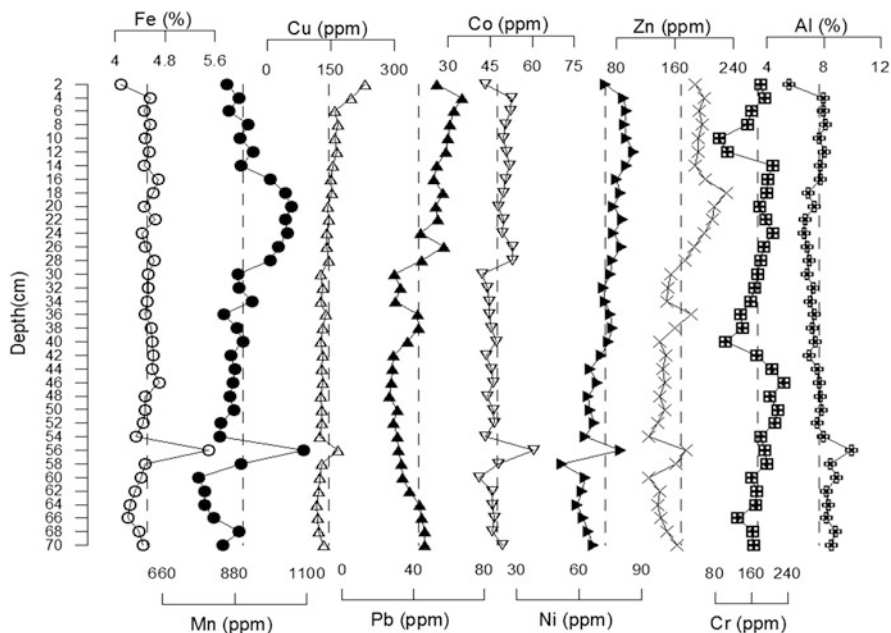 Fe (%)
Cu (ppm)
Co (ppm)
Zn (ppm)
Al (%)
4 4.8 5.6
0 150 300
30 45 60 75
80 160 240
4 8 12
Depth(cm)
2
4
6
8
10
12
14
16
18
20
22
24
26
28
30
32
34
36
38
40
42
44
46
48
50
52
54
56
58
60
62
64
66
68
70
660 880 1100
0 40 80
30 60 90
80 160 240
Mn (ppm)
Pb (ppm)
Ni (ppm)
Cr (ppm)